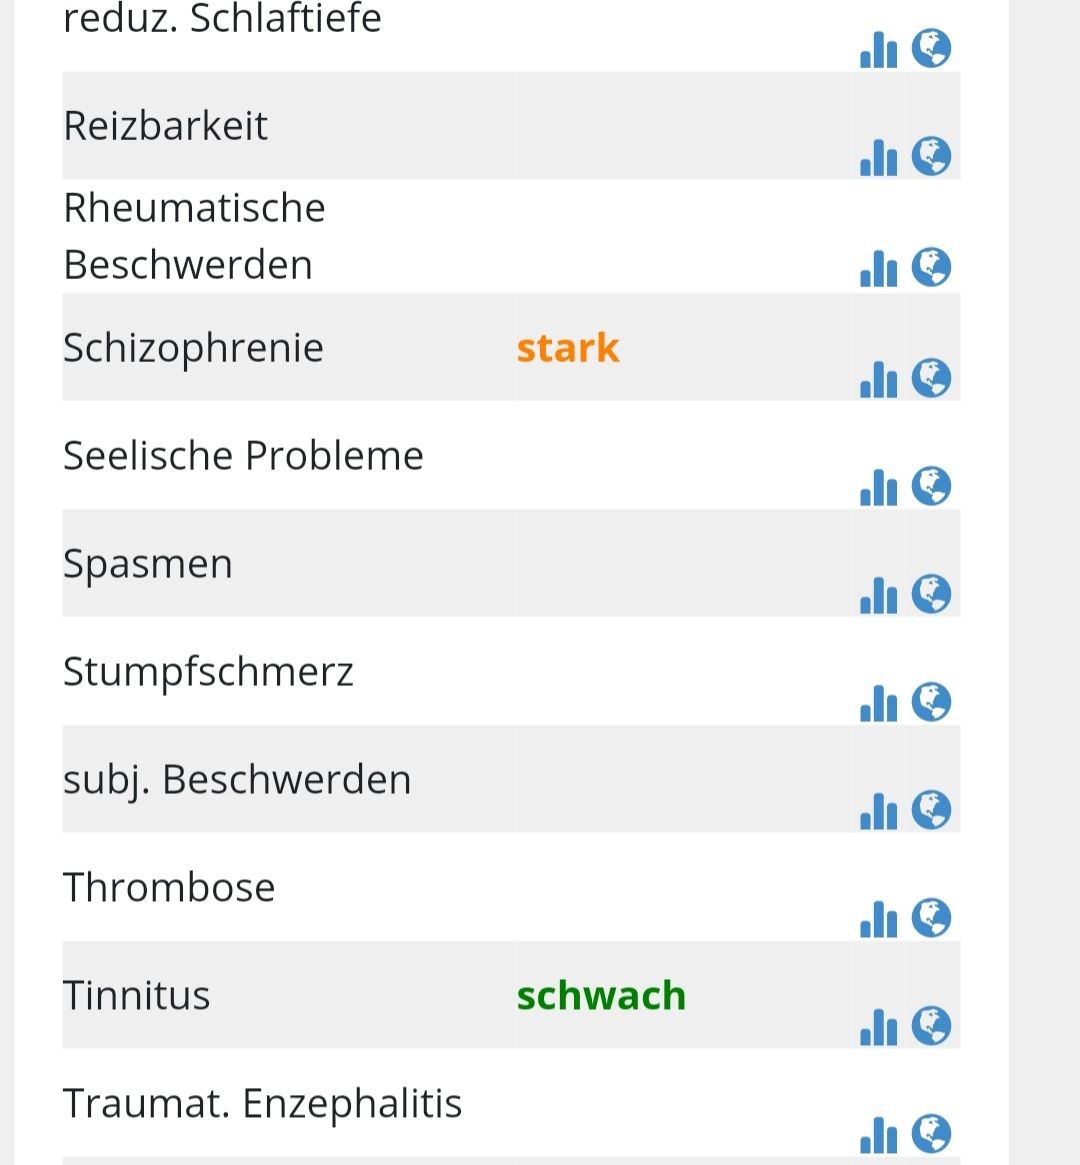 reduz. Schlaftiefe
Reizbarkeit
Rheumatische
Beschwerden
Schizophrenie stark
Seelische Probleme
Spasmen
Stumpfschmerz
subj. Beschwerden
Thrombose
Tinnitus schwach
Traumat. Enzephalitis